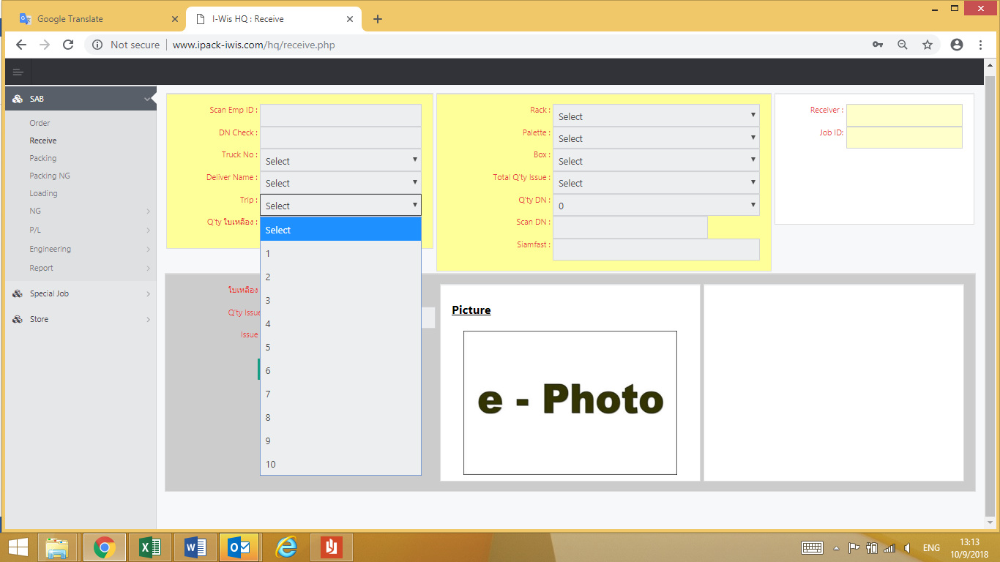 Google Translate
I-Wis HQ : Receive
Not secure
www.ipack-iwis.com/hq/receive.php
SAB
Order
Receive
Packing
Packing NG
Loading
NG
P/L
Engineering
Report
Special Job
Store
Scan Emp ID :
DN Check :
Truck No : Select
Deliver Name : Select
Trip : Select
Q'ty ใบเหลือง :
Select
1
2
3
4
5
6
7
8
9
10
Rack : Select
Palette : Select
Box : Select
Total Q'ty Issue : Select
Q'ty DN : 0
Scan DN :
Siamfast :
Receiver :
Job ID:
ใบเหลือง
Q'ty Issue
Issue
Picture
e - Photo
ENG
13:13
10/9/2018